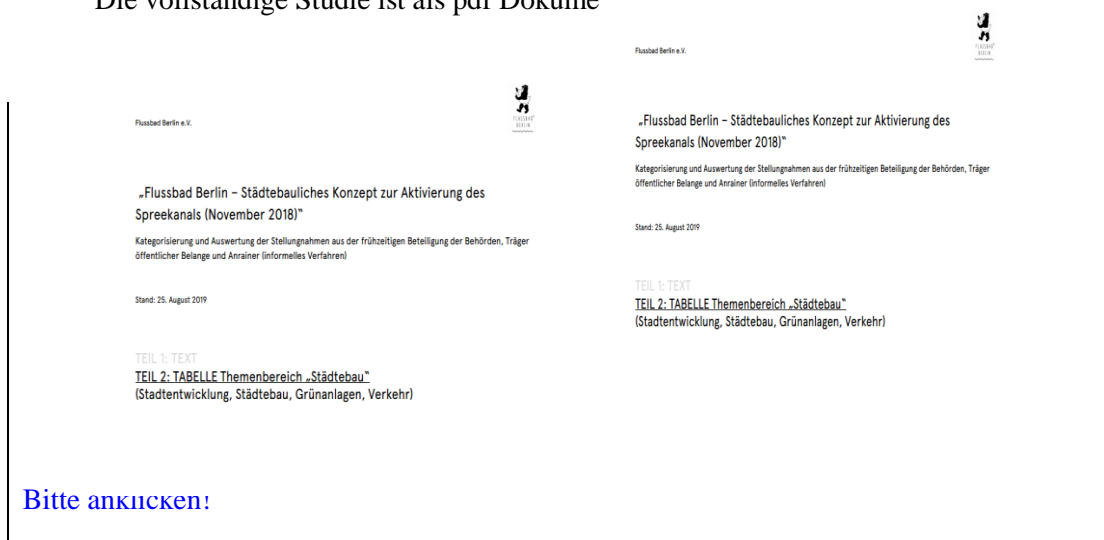 Die vollständige Studie ist als pdf Dokume
Flussbad Berlin e.V.
FLUSSBAD
BERLIN
„Flussbad Berlin – Städtebauliches Konzept zur Aktivierung des
Spreekanals (November 2018)“
Kategorisierung und Auswertung der Stellungnahmen aus der frühzeitigen Beteiligung der Behörden, Träger
öffentlicher Belange und Anrainer (informelles Verfahren)
Stand: 25. August 2019
TEIL 1: TEXT
TEIL 2: TABELLE Themenbereich „Städtebau“
(Stadtentwicklung, Städtebau, Grünanlagen, Verkehr)
Flussbad Berlin e.V.
FLUSSBAD
BERLIN
„Flussbad Berlin – Städtebauliches Konzept zur Aktivierung des
Spreekanals (November 2018)“
Kategorisierung und Auswertung der Stellungnahmen aus der frühzeitigen Beteiligung der Behörden, Träger
öffentlicher Belange und Anrainer (informelles Verfahren)
Stand: 25. August 2019
TEIL 1: TEXT
TEIL 2: TABELLE Themenbereich „Städtebau“
(Stadtentwicklung, Städtebau, Grünanlagen, Verkehr)
Bitte anklicken!